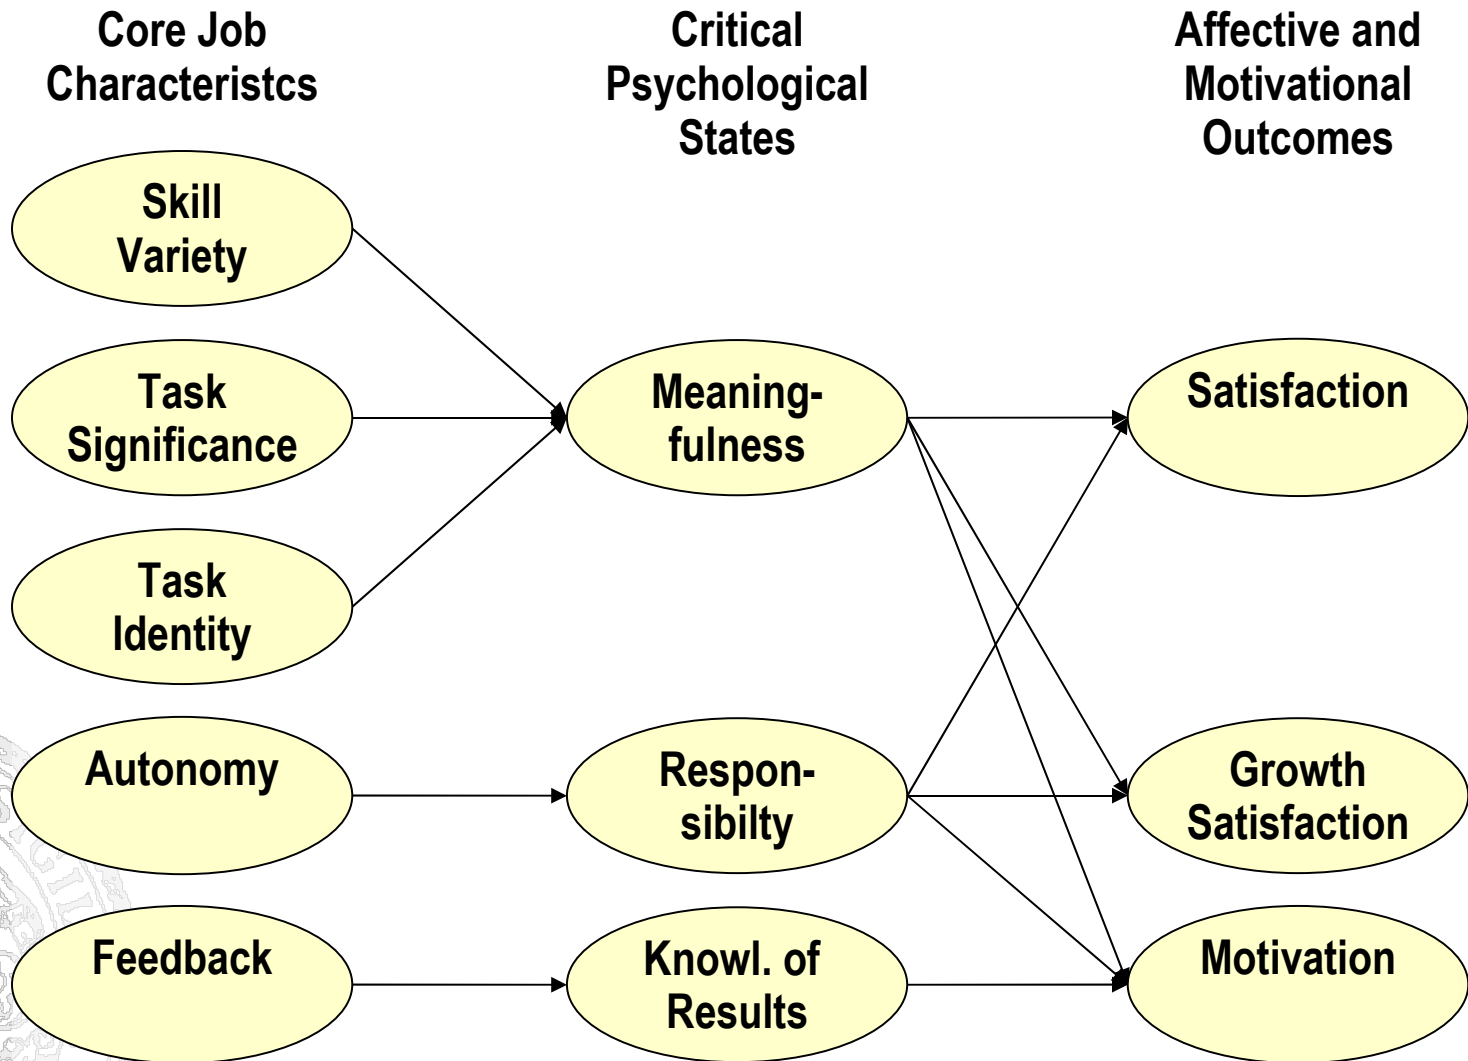 Core Job
Characteristcs
Critical
Psychological
States
Affective and
Motivational
Outcomes
Skill
Variety
Task
Significance
Meaning-
fulness
Satisfaction
Task
Identity
Autonomy
Respon-
sibilty
Growth
Satisfaction
Feedback
Knowl. of
Results
Motivation